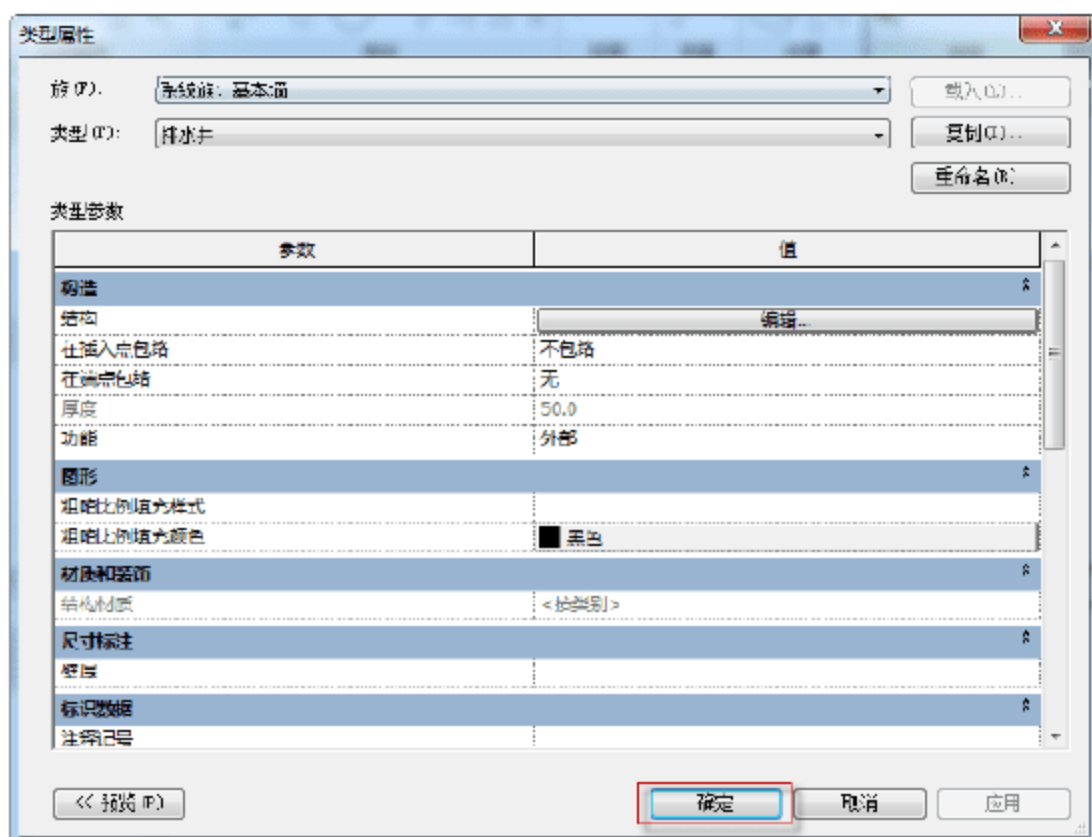 类型属性
族(F): 系统族: 基本墙 载入(L)...
类型(T): 排水井 复制(D)...
重命名(R)...
类型参数
参数 值
构造
结构 编辑...
在插入点包络 不包络
在端点包络 无
厚度 50.0
功能 外部
图形
粗略比例填充样式
粗略比例填充颜色 黑色
材质和装饰
结构材质 <按类别>
尺寸标注
壁厚
标识数据
注释记号
<< 预览(P) 确定 取消 应用